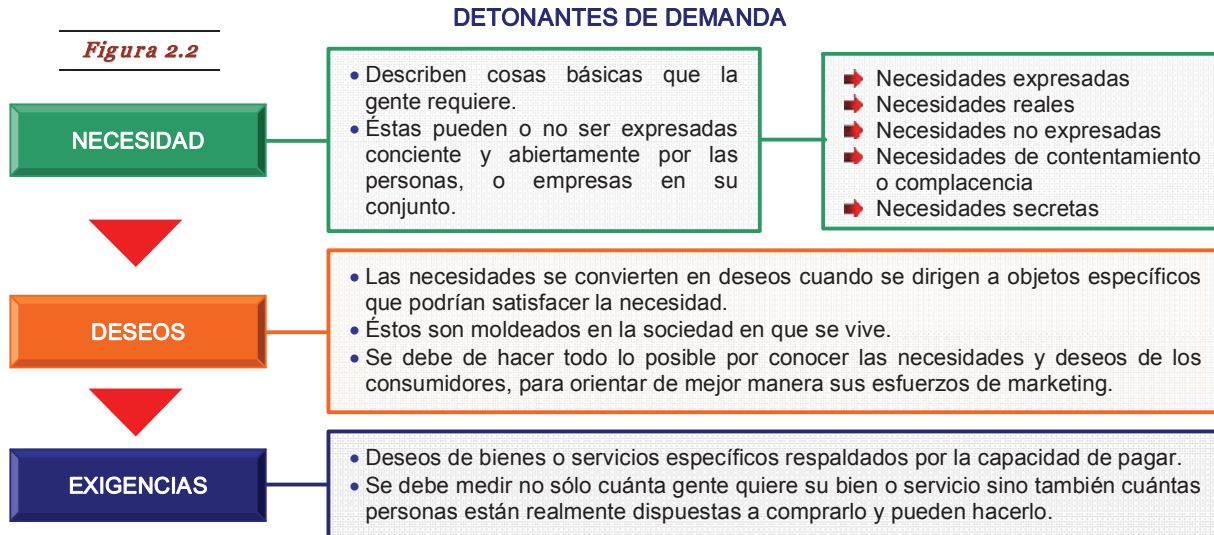 DETONANTES DE DEMANDA
Figura 2.2
NECESIDAD
• Describen cosas básicas que la
gente requiere.
• Éstas pueden o no ser expresadas
conciente y abiertamente por las
personas, o empresas en su
conjunto.
Necesidades expresadas
Necesidades reales
Necesidades no expresadas
Necesidades de contentamiento
o complacencia
Necesidades secretas
DESEOS
• Las necesidades se convierten en deseos cuando se dirigen a objetos específicos
que podrían satisfacer la necesidad.
• Éstos son moldeados en la sociedad en que se vive.
• Se debe de hacer todo lo posible por conocer las necesidades y deseos de los
consumidores, para orientar de mejor manera sus esfuerzos de marketing.
EXIGENCIAS
• Deseos de bienes o servicios específicos respaldados por la capacidad de pagar.
• Se debe medir no sólo cuánta gente quiere su bien o servicio sino también cuántas
personas están realmente dispuestas a comprarlo y pueden hacerlo.